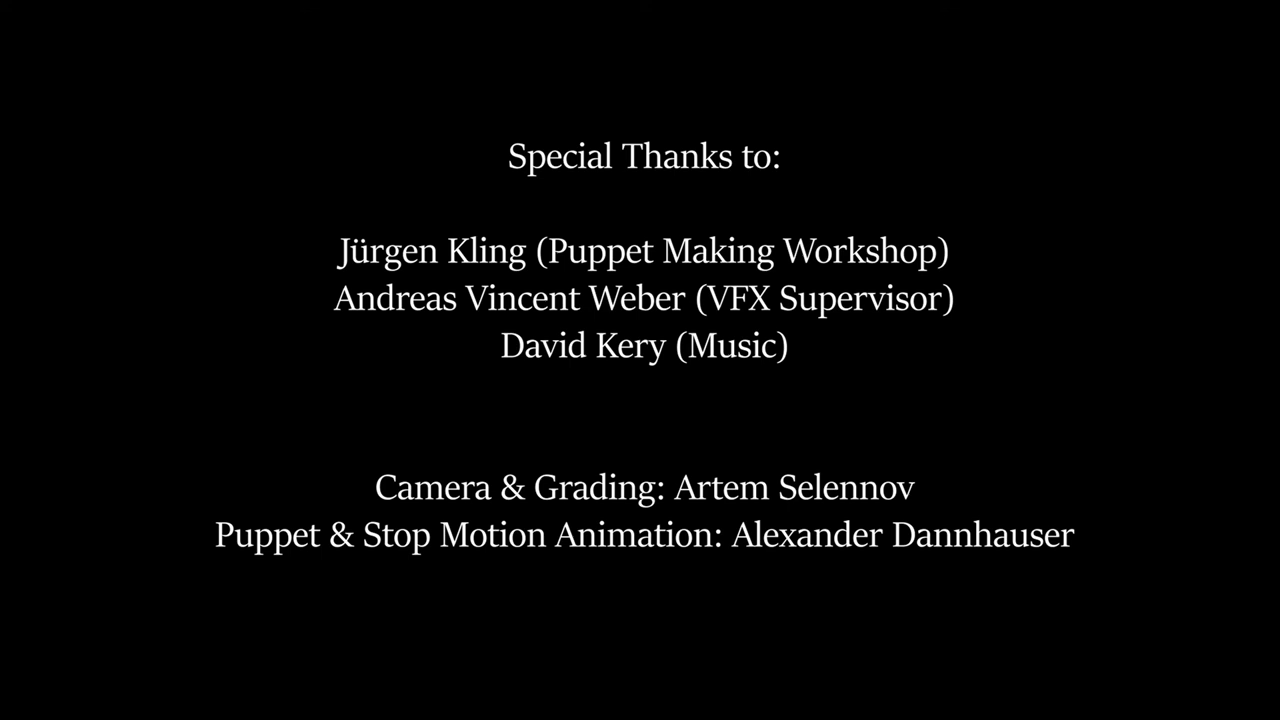 Special Thanks to:
Jürgen Kling (Puppet Making Workshop)
Andreas Vincent Weber (VFX Supervisor)
David Kery (Music)
Camera & Grading: Artem Selennov
Puppet & Stop Motion Animation: Alexander Dannhauser